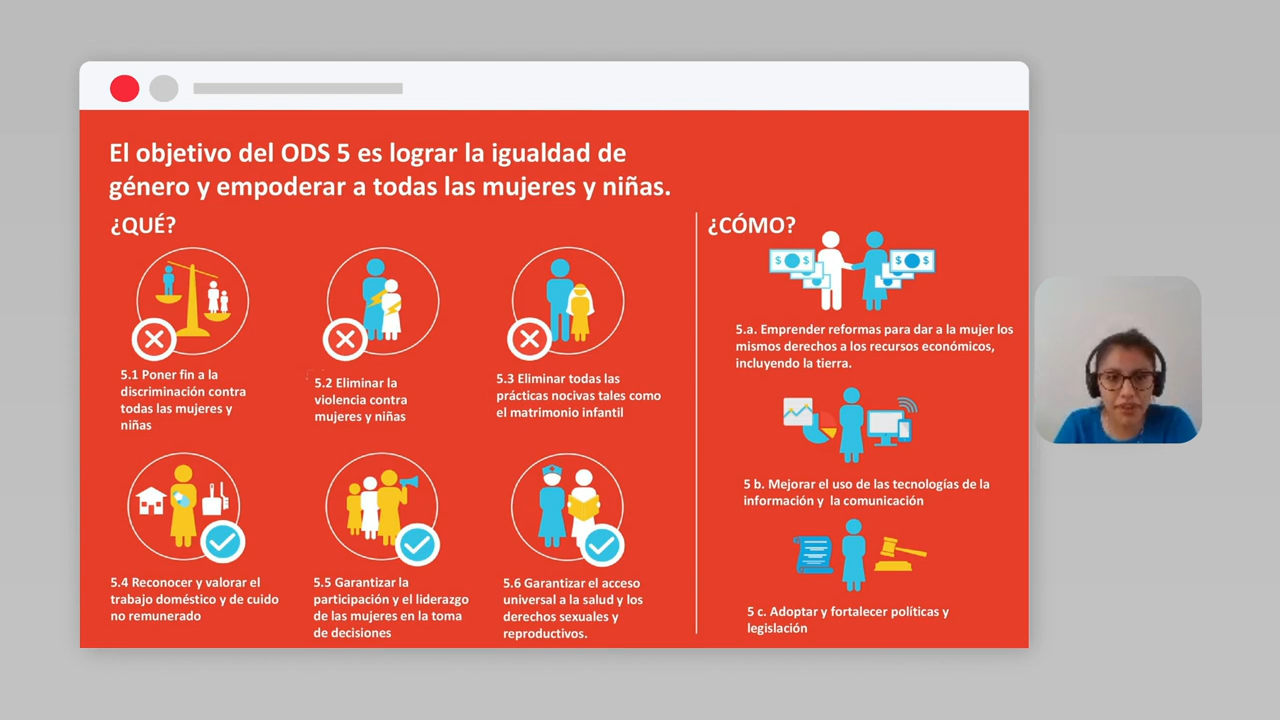 El objetivo del ODS 5 es lograr la igualdad de
género y empoderar a todas las mujeres y niñas.
¿QUÉ?
5.1 Poner fin a la
discriminación contra
todas las mujeres y
niñas
5.2 Eliminar la
violencia contra
mujeres y niñas
5.3 Eliminar todas las
prácticas nocivas tales como
el matrimonio infantil
5.4 Reconocer y valorar el
trabajo doméstico y de cuido
no remunerado
5.5 Garantizar la
participación y el liderazgo
de las mujeres en la toma
de decisiones
5.6 Garantizar el acceso
universal a la salud y los
derechos sexuales y
reproductivos.
¿CÓMO?
$ $
$ $
5.a. Emprender reformas para dar a la mujer los
mismos derechos a los recursos económicos,
incluyendo la tierra.
5 b. Mejorar el uso de las tecnologías de la
información y  la comunicación
5 c. Adoptar y fortalecer políticas y
legislación